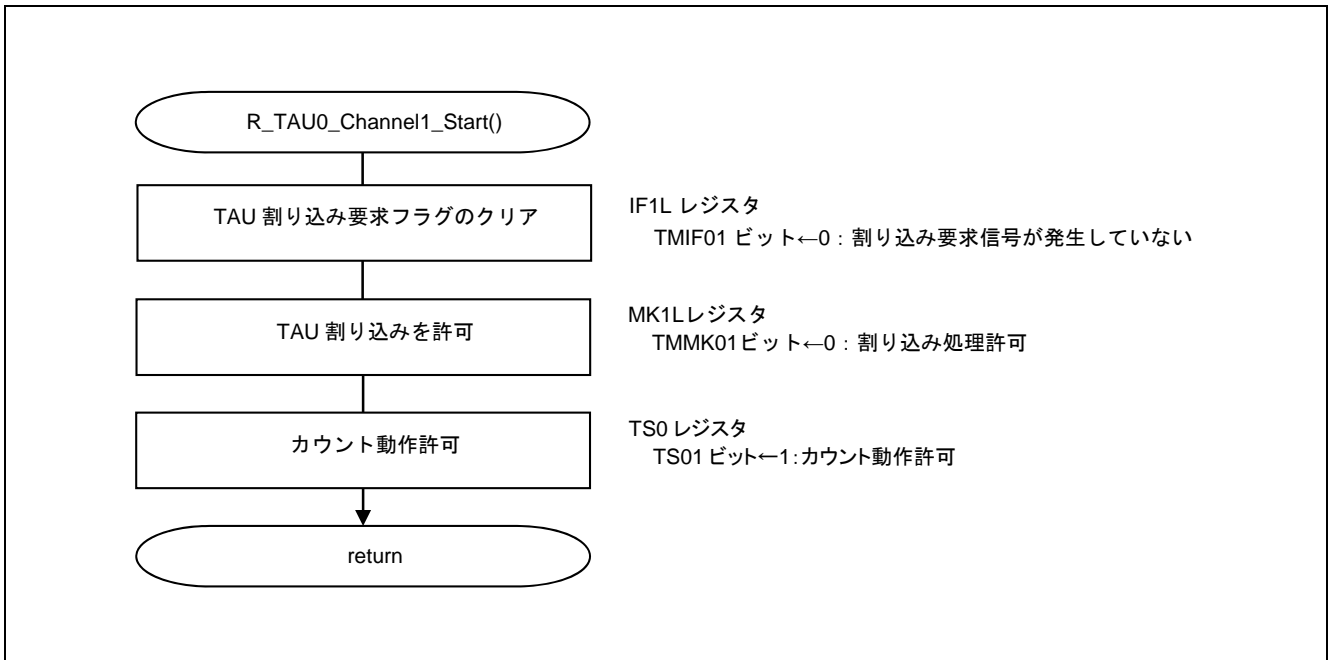 R_TAU0_Channel1_Start()
TAU 割り込み要求フラグのクリア
IF1L レジスタ
TMIF01 ビット←0：割り込み要求信号が発生していない
TAU 割り込みを許可
MK1Lレジスタ
TMMK01ビット←0：割り込み処理許可
カウント動作許可
TS0 レジスタ
TS01 ビット←1：カウント動作許可
return